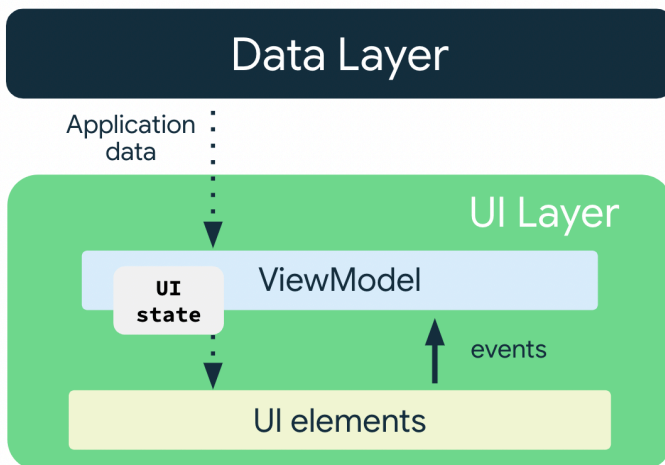 Data Layer
Application
data
UI Layer
ViewModel
UI
state
events
UI elements